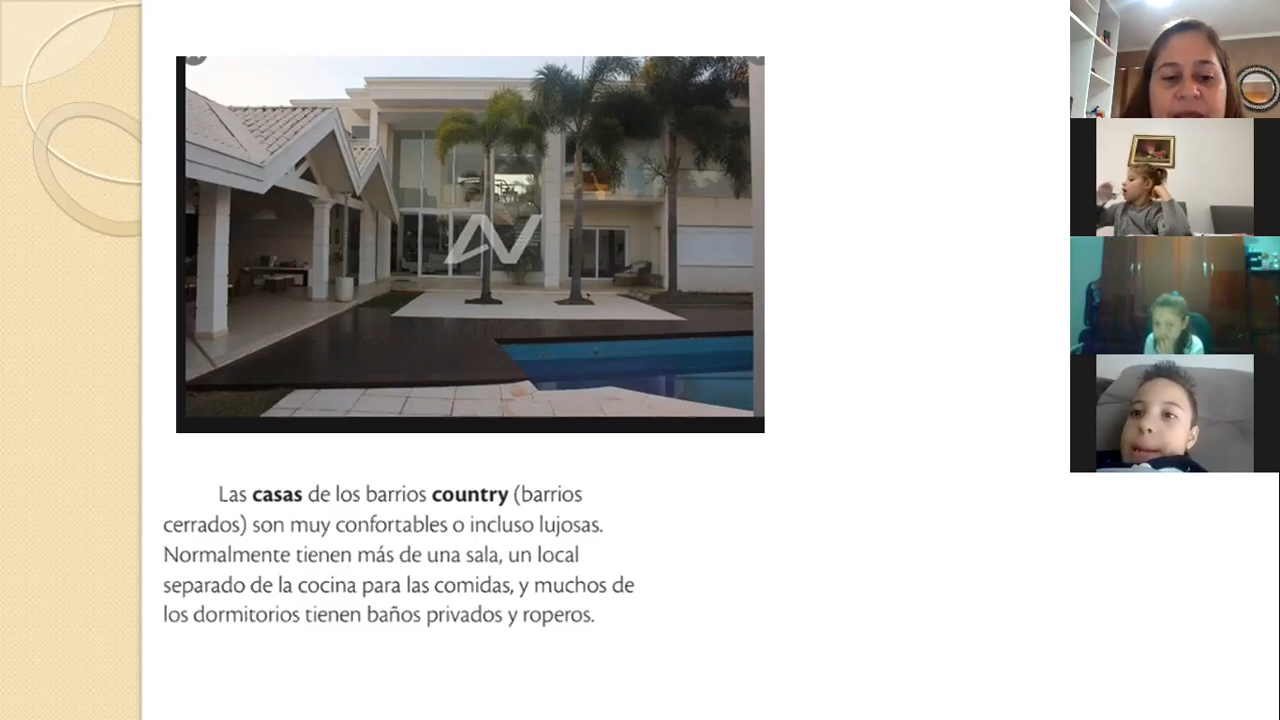 AV
Las casas de los barrios country (barrios
cerrados) son muy confortables o incluso lujosas.
Normalmente tienen más de una sala, un local
separado de la cocina para las comidas, y muchos de
los dormitorios tienen baños privados y roperos.